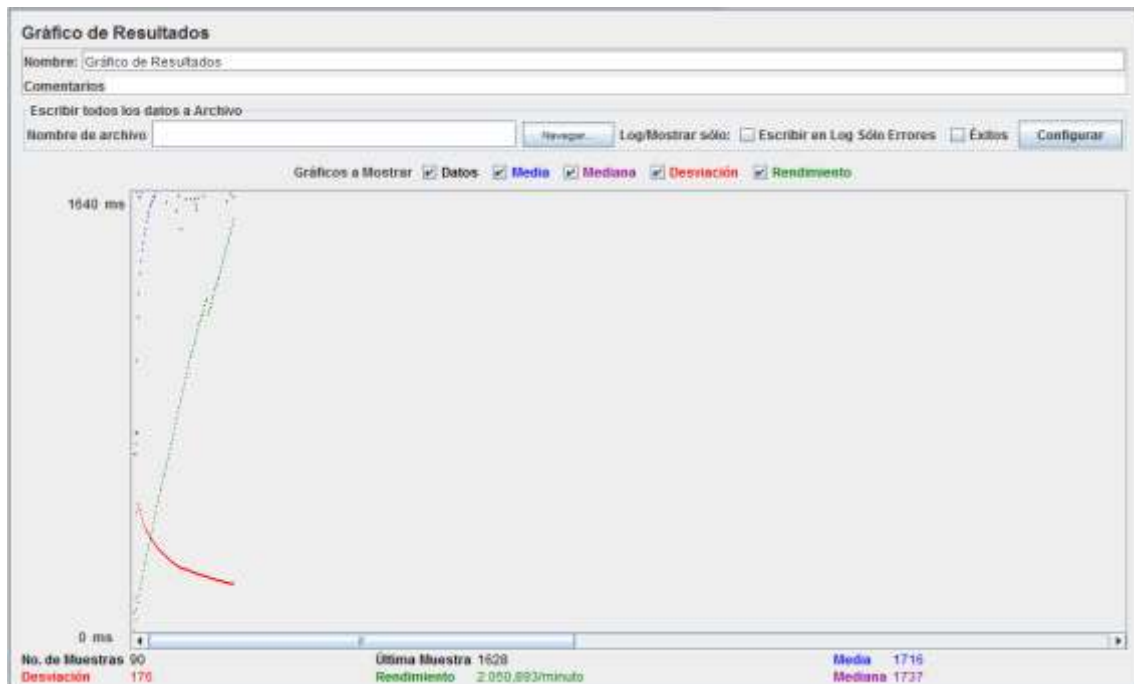 Gráfico de Resultados
Nombre: Gráfico de Resultados
Comentarios
Escribir todos los datos a Archivo
Nombre de archivo Navegar... Log/Mostrar sólo: Escribir en Log Sólo Errores Éxitos Configurar
Gráficos a Mostrar Datos Media Mediana Desviación Rendimiento
1640 ms
0 ms
No. de Muestras 90 Última Muestra 1628 Media 1716
Desviación 176 Rendimiento 2.050,893/minuto Mediana 1737